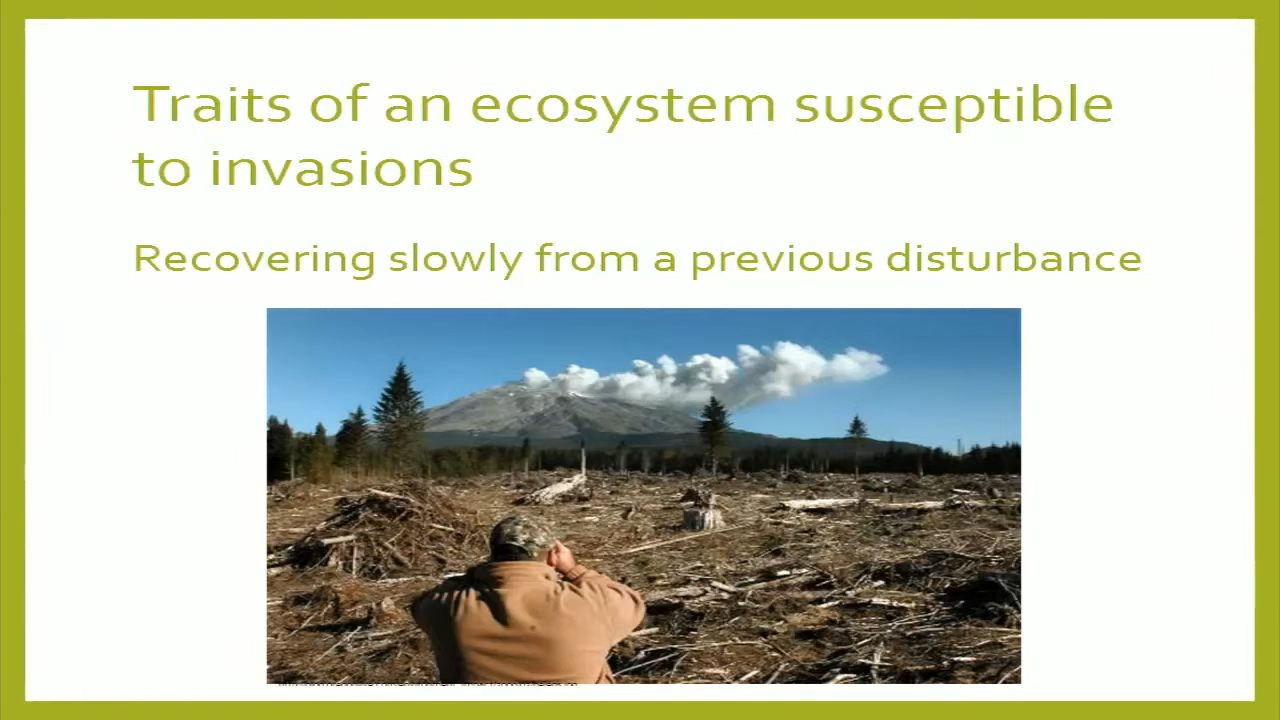 Traits of an ecosystem susceptible
to invasions
Recovering slowly from a previous disturbance